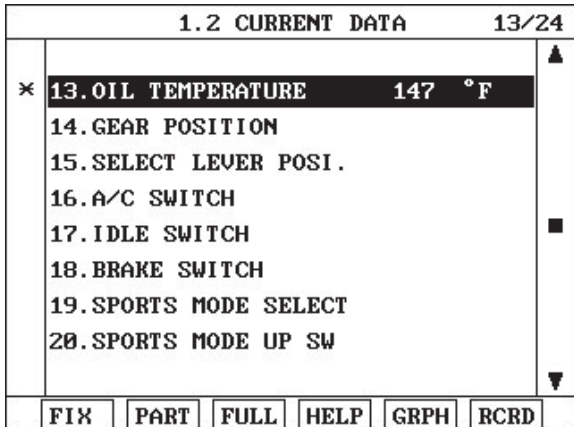 1.2 CURRENT DATA 13/24
* 13.OIL TEMPERATURE 147 °F
14.GEAR POSITION
15.SELECT LEVER POSI.
16.A/C SWITCH
17.IDLE SWITCH
18.BRAKE SWITCH
19.SPORTS MODE SELECT
20.SPORTS MODE UP SW
FIX PART FULL HELP GRPH RCRD